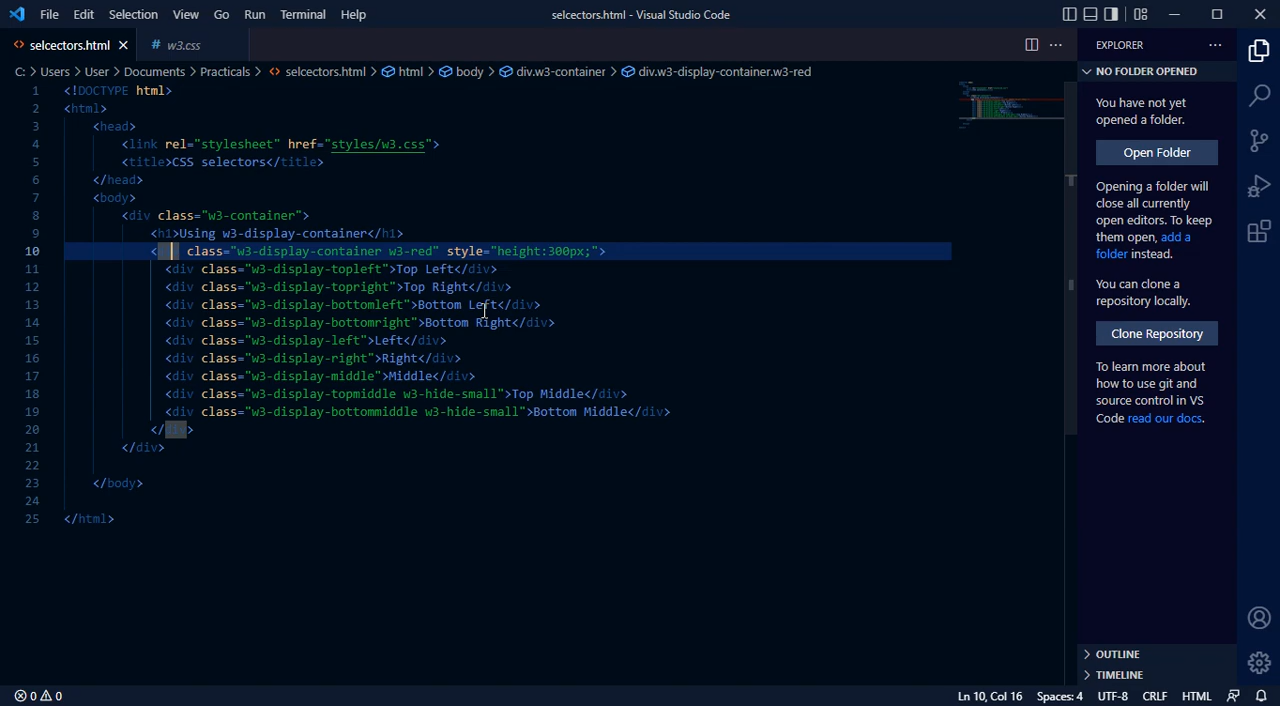 File Edit Selection View Go Run Terminal Help
selcectors.html - Visual Studio Code
selcectors.html
# w3.css
C: > Users > User > Documents > Practicals > selcectors.html > html > body > div.w3-container > div.w3-display-container.w3-red
1 <!DOCTYPE html>
2 <html>
3 <head>
4 <link rel="stylesheet" href="styles/w3.css">
5 <title>CSS selectors</title>
6 </head>
7 <body>
8 <div class="w3-container">
9 <h1>Using w3-display-container</h1>
10 < class="w3-display-container w3-red" style="height:300px;">
11 <div class="w3-display-topleft">Top Left</div>
12 <div class="w3-display-topright">Top Right</div>
13 <div class="w3-display-bottomleft">Bottom Left</div>
14 <div class="w3-display-bottomright">Bottom Right</div>
15 <div class="w3-display-left">Left</div>
16 <div class="w3-display-right">Right</div>
17 <div class="w3-display-middle">Middle</div>
18 <div class="w3-display-topmiddle w3-hide-small">Top Middle</div>
19 <div class="w3-display-bottommiddle w3-hide-small">Bottom Middle</div>
20 </div>
21 </div>
22
23 </body>
24
25 </html>
EXPLORER
NO FOLDER OPENED
You have not yet
opened a folder.
Open Folder
Opening a folder will
close all currently
open editors. To keep
them open, add a
folder instead.
You can clone a
repository locally.
Clone Repository
To learn more about
how to use git and
source control in VS
Code read our docs.
OUTLINE
TIMELINE
0 0
Ln 10, Col 16 Spaces: 4 UTF-8 CRLF HTML